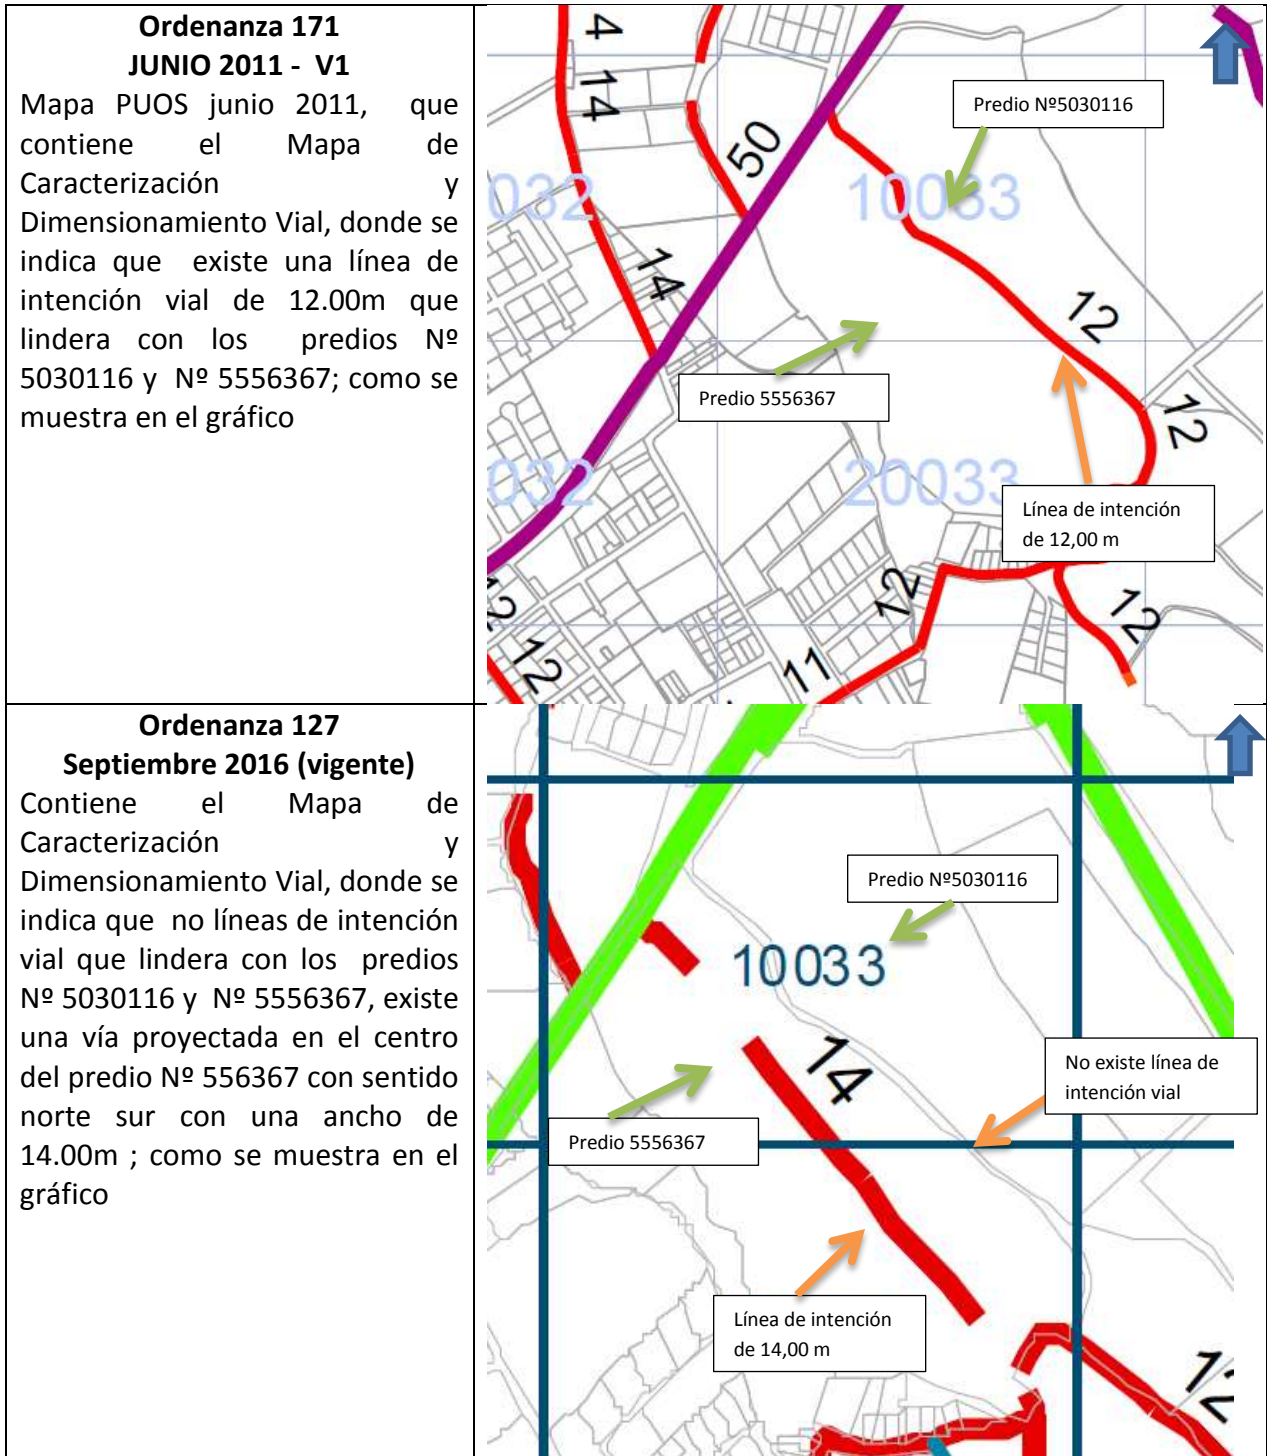 Ordenanza 171
JUNIO 2011 - V1
Mapa PUOS junio 2011, que
contiene el Mapa de
Caracterización y
Dimensionamiento Vial, donde se
indica que existe una línea de
intención vial de 12.00m que
lindera con los predios Nº
5030116 y Nº 5556367; como se
muestra en el gráfico
4
14
50
Predio Nº5030116
032
10033
14
12
Predio 5556367
12
032
20033
Línea de intención
de 12,00 m
12
12
12
12
11
Ordenanza 127
Septiembre 2016 (vigente)
Contiene el Mapa de
Caracterización y
Dimensionamiento Vial, donde se
indica que no líneas de intención
vial que lindera con los predios
Nº 5030116 y Nº 5556367, existe
una vía proyectada en el centro
del predio Nº 556367 con sentido
norte sur con una ancho de
14.00m ; como se muestra en el
gráfico
Predio Nº5030116
10033
14
No existe línea de
intención vial
Predio 5556367
Línea de intención
de 14,00 m
12